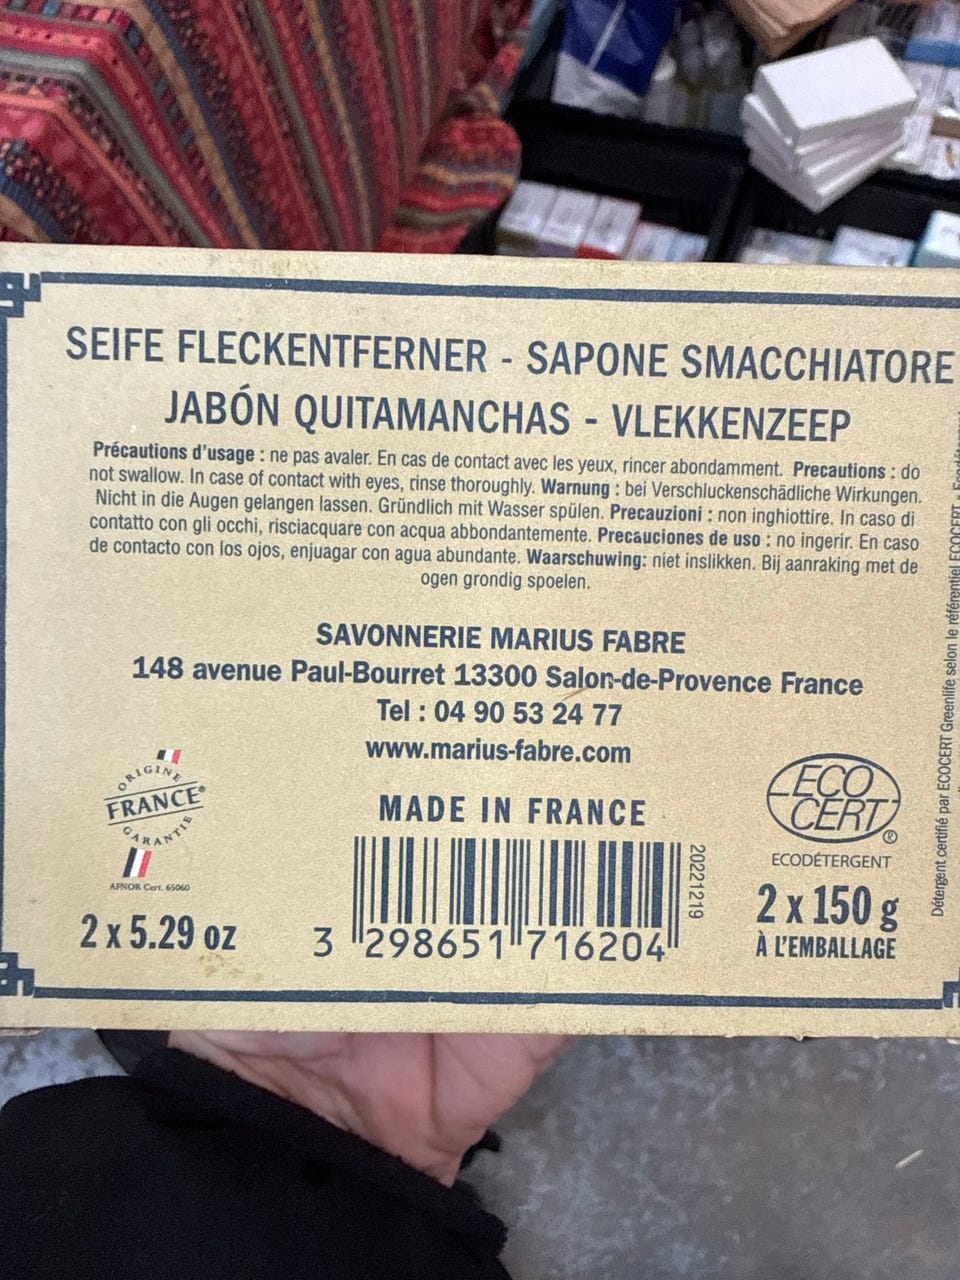 SEIFE FLECKENTFERNER - SAPONE SMACCHIATORE
JABÓN QUITAMANCHAS - VLEKKENZEEP
Précautions d'usage : ne pas avaler. En cas de contact avec les yeux, rincer abondamment. Precautions : do
not swallow. In case of contact with eyes, rinse thoroughly. Warnung : bei Verschluckenschädliche Wirkungen.
Nicht in die Augen gelangen lassen. Gründlich mit Wasser spülen. Precauzioni : non inghiottire. In caso di
contatto con gli occhi, risciacquare con acqua abbondantemente. Precauciones de uso : no ingerir. En caso
de contacto con los ojos, enjuagar con agua abundante. Waarschuwing: niet inslikken. Bij aanraking met de
ogen grondig spoelen.
SAVONNERIE MARIUS FABRE
148 avenue Paul-Bourret 13300 Salon-de-Provence France
Tel : 04 90 53 24 77
www.marius-fabre.com
MADE IN FRANCE
ORIGINE
FRANCE®
GARANTIE
AFNOR Cert. 65060
2 x 5.29 oz
3 298651 716204
20221219
ECO
CERT
®
ECODÉTERGENT
2 x 150 g
À L'EMBALLAGE
Détergent certifié par ECOCERT Greenlife selon le référentiel ECOCERT